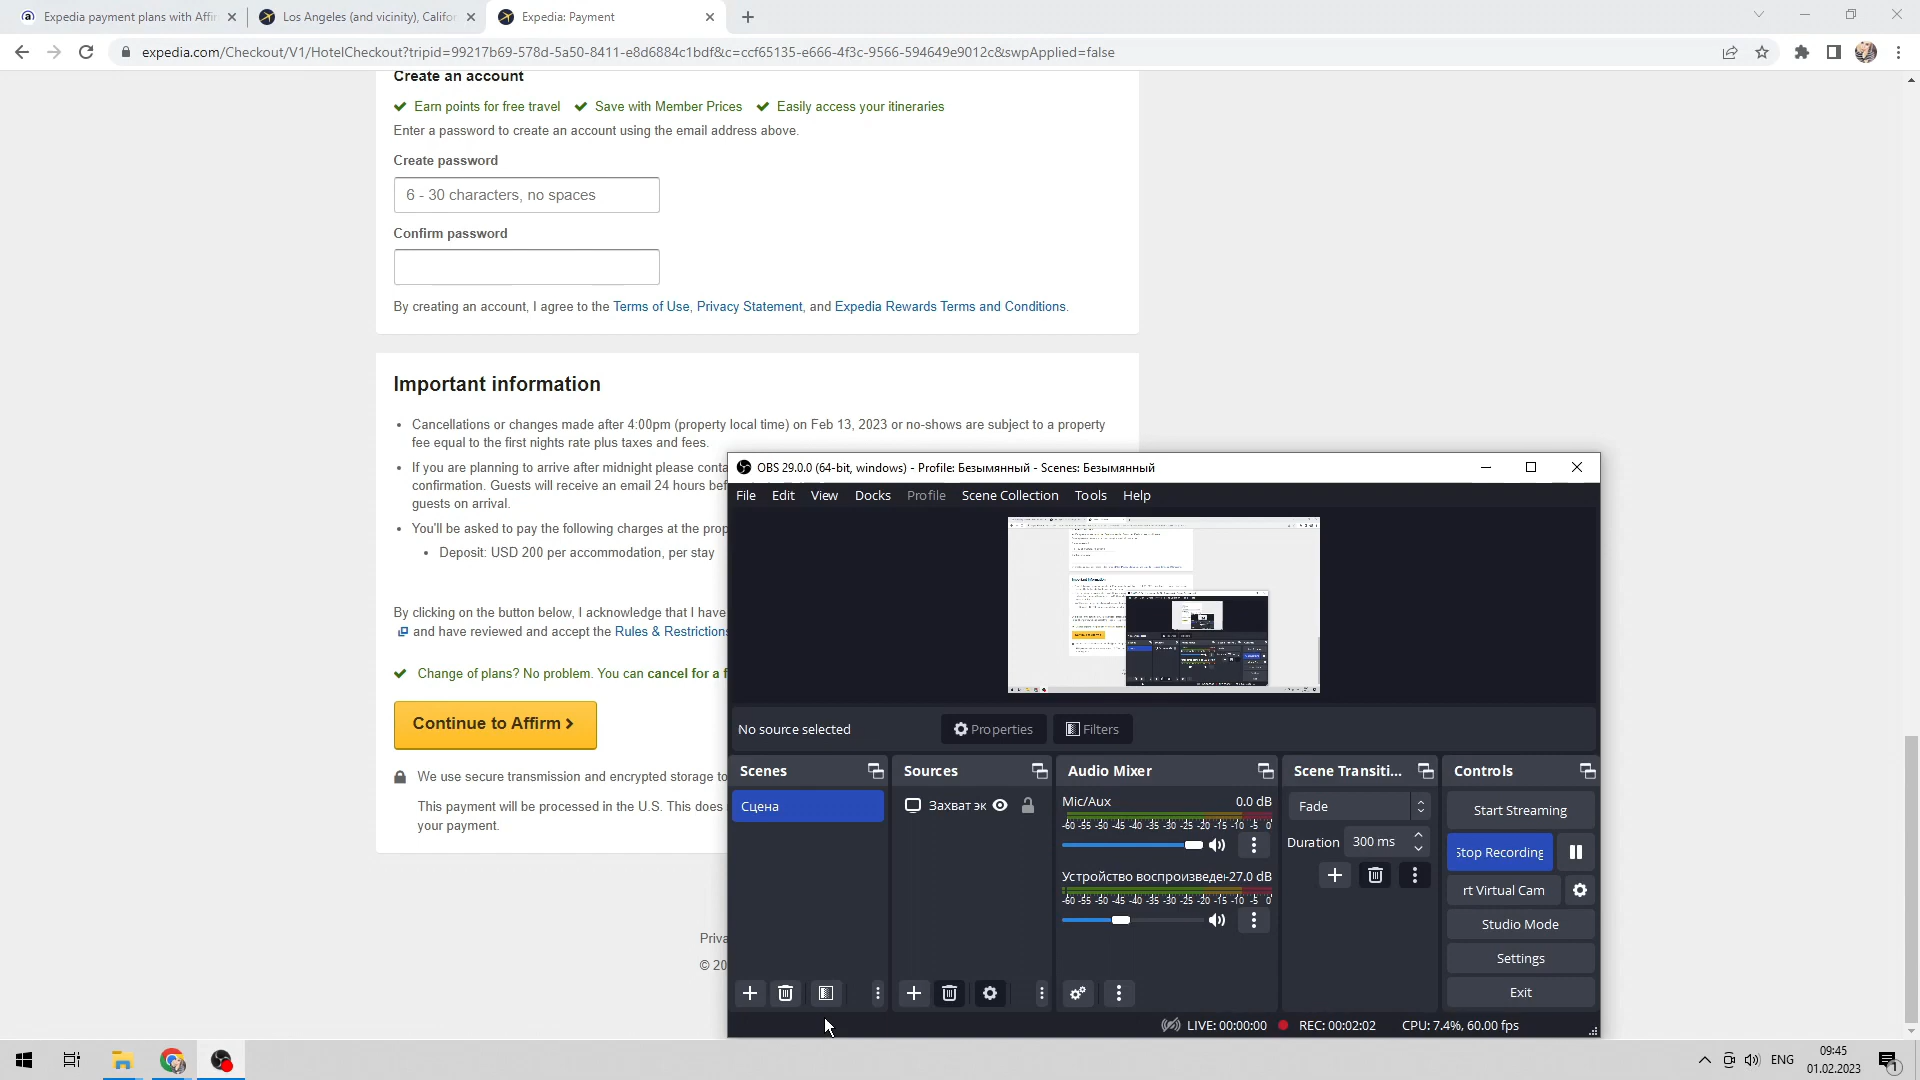 Expedia payment plans with Affir
Los Angeles (and vicinity), Califor
Expedia: Payment
expedia.com/Checkout/V1/HotelCheckout?tripid=99217b69-578d-5a50-8411-e8d6884c1bdf&c=ccf65135-e666-4f3c-9566-594649e9012c&swpApplied=false
Create an account
Earn points for free travel Save with Member Prices Easily access your itineraries
Enter a password to create an account using the email address above.
Create password
6 - 30 characters, no spaces
Confirm password
By creating an account, I agree to the Terms of Use, Privacy Statement, and Expedia Rewards Terms and Conditions.
Important information
Cancellations or changes made after 4:00pm (property local time) on Feb 13, 2023 or no-shows are subject to a property
fee equal to the first nights rate plus taxes and fees.
If you are planning to arrive after midnight please conta
confirmation. Guests will receive an email 24 hours bef
guests on arrival.
You'll be asked to pay the following charges at the prop
Deposit: USD 200 per accommodation, per stay
By clicking on the button below, I acknowledge that I have
and have reviewed and accept the Rules & Restrictions
Change of plans? No problem. You can cancel for a f
Continue to Affirm
We use secure transmission and encrypted storage to
This payment will be processed in the U.S. This does
your payment.
Priva
© 20
OBS 29.0.0 (64-bit, windows) - Profile: Безымянный - Scenes: Безымянный
File Edit View Docks Profile Scene Collection Tools Help
No source selected Properties Filters
Scenes
Сцена
Sources
Захват эк
Audio Mixer
Mic/Aux 0.0 dB
-60 -55 -50 -45 -40 -35 -30 -25 -20 -15 -10 -5 0
Устройство воспроизведен -27.0 dB
-60 -55 -50 -45 -40 -35 -30 -25 -20 -15 -10 -5 0
Scene Transiti...
Fade
Duration 300 ms
Controls
Start Streaming
Stop Recording
rt Virtual Cam
Studio Mode
Settings
Exit
LIVE: 00:00:00 REC: 00:02:02 CPU: 7.4%, 60.00 fps
ENG
09:45
01.02.2023
1